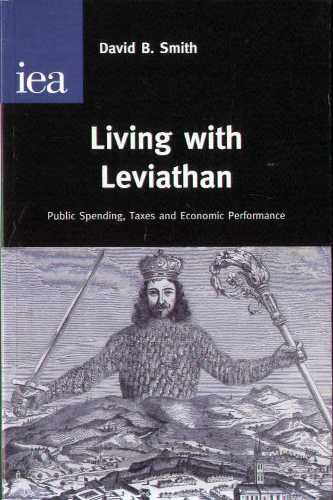 David B. Smith
iea
Living with
Leviathan
Public Spending, Taxes and Economic Performance